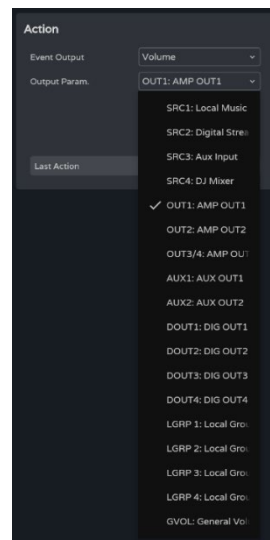 Action
Event Output
Volume
Output Param.
OUT1: AMP OUT1
SRC1: Local Music
SRC2: Digital Strea
SRC3: Aux Input
Last Action
SRC4: DJ Mixer
OUT1: AMP OUT1
OUT2: AMP OUT2
OUT3/4: AMP OUT
AUX1: AUX OUT1
AUX2: AUX OUT2
DOUT1: DIG OUT1
DOUT2: DIG OUT2
DOUT3: DIG OUT3
DOUT4: DIG OUT4
LGRP 1: Local Grou
LGRP 2: Local Grou
LGRP 3: Local Grou
LGRP 4: Local Grou
GVOL: General Vol